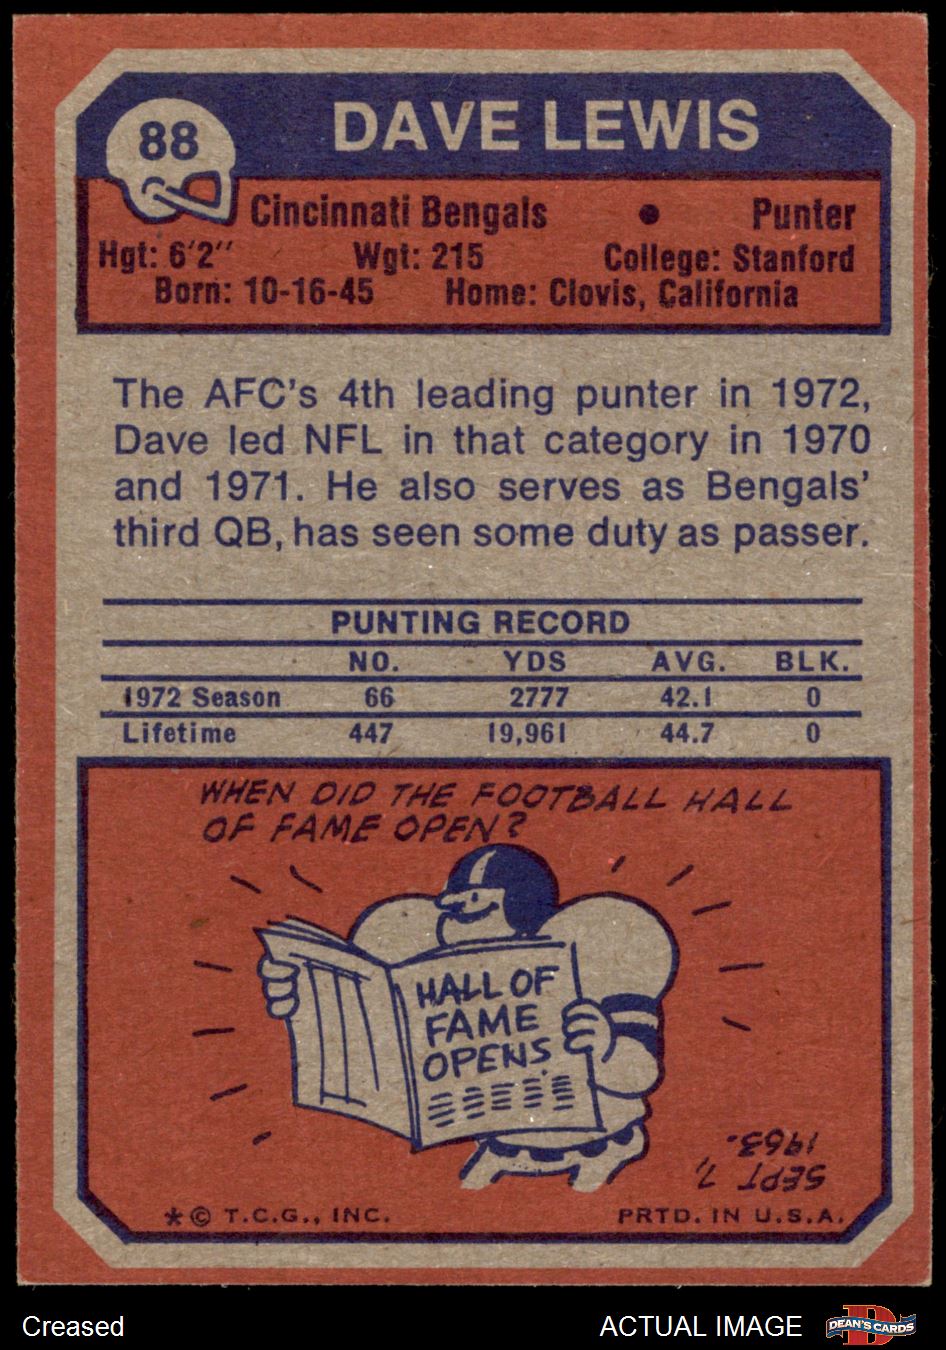 88
DAVE LEWIS
Cincinnati Bengals • Punter
Hgt: 6'2'' Wgt: 215 College: Stanford
Born: 10-16-45 Home: Clovis, California
The AFC's 4th leading punter in 1972,
Dave led NFL in that category in 1970
and 1971. He also serves as Bengals'
third QB, has seen some duty as passer.
PUNTING RECORD
NO. YDS AVG. BLK.
1972 Season 66 2777 42.1 0
Lifetime 447 19,961 44.7 0
WHEN DID THE FOOTBALL HALL
OF FAME OPEN?
HALL OF
FAME
OPENS
SEPT 7,
1963.
* © T.C.G., INC. PRTD. IN U.S.A.
Creased ACTUAL IMAGE DEAN'S CARDS